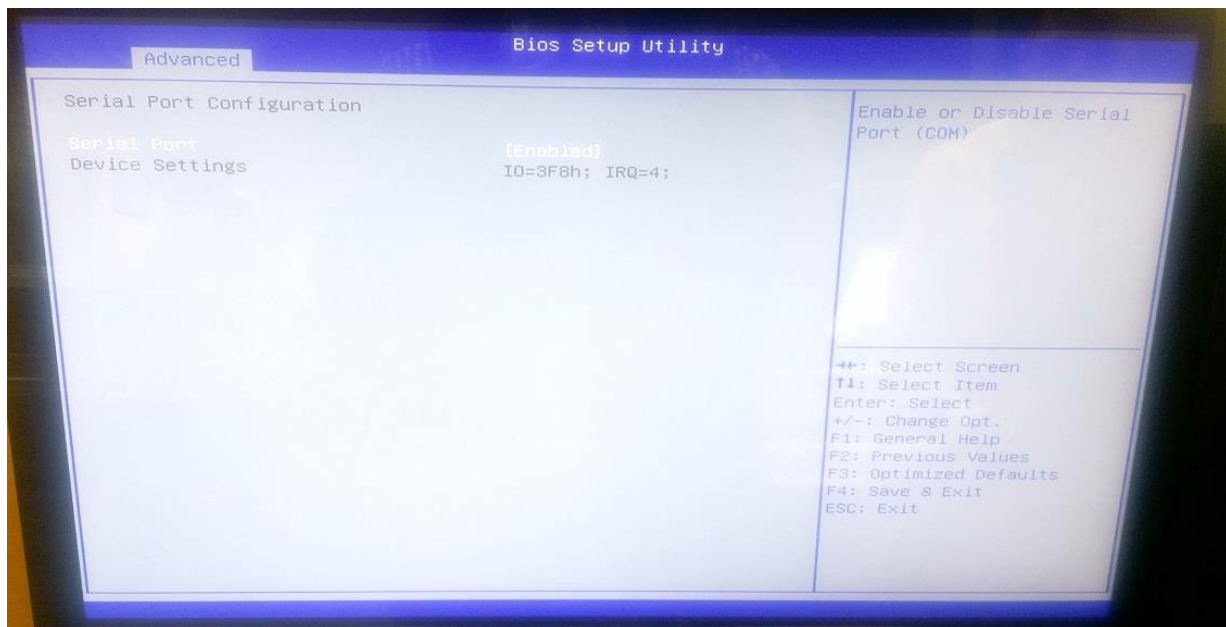 Bios Setup Utility
Advanced
Serial Port Configuration
Serial Port [Enabled]
Device Settings IO=3F8h; IRQ=4;
Enable or Disable Serial
Port (COM)
→←: Select Screen
↑↓: Select Item
Enter: Select
+/-: Change Opt.
F1: General Help
F2: Previous Values
F3: Optimized Defaults
F4: Save & Exit
ESC: Exit